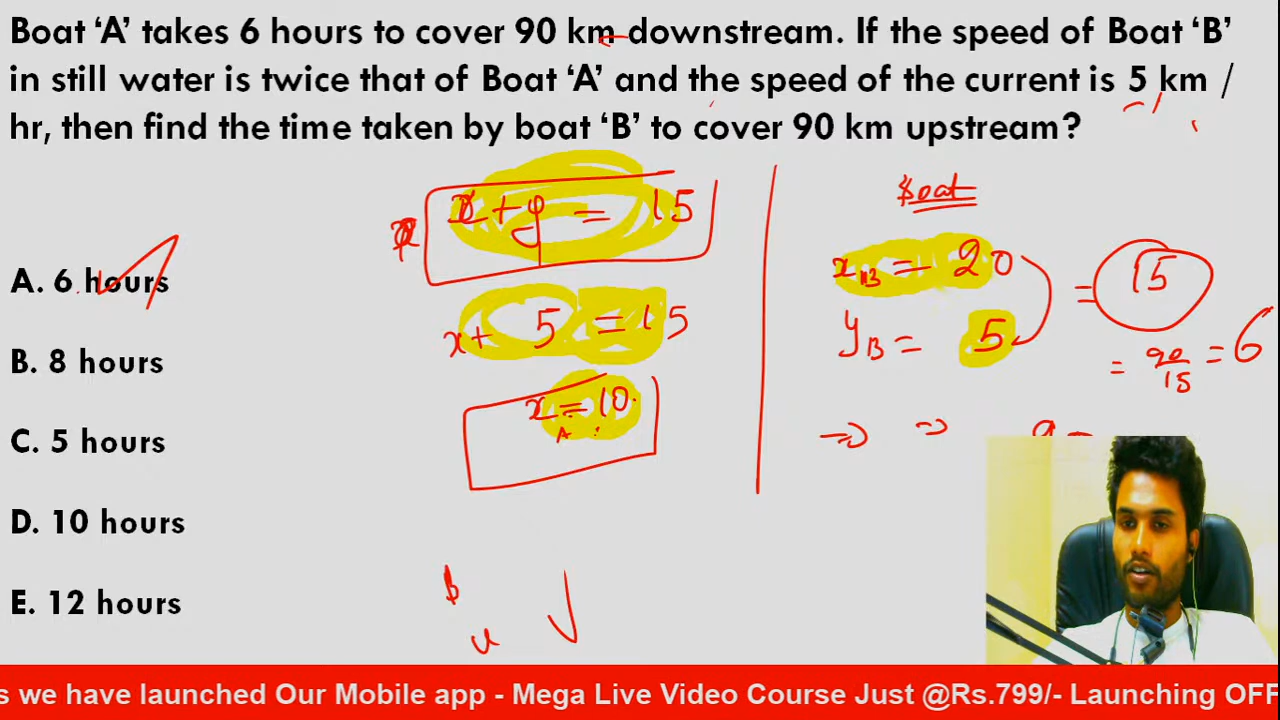 Boat ‘A’ takes 6 hours to cover 90 km downstream. If the speed of Boat ‘B’
in still water is twice that of Boat ‘A’ and the speed of the current is 5 km /
hr, then find the time taken by boat ‘B’ to cover 90 km upstream?
A. 6 hours
B. 8 hours
C. 5 hours
D. 10 hours
E. 12 hours
x+y = 15
x+ 5 = 15
x = 10
A
Boat
xB = 20
yB = 5
= 15
= 90/15 = 6
⇒ ⇒
B
u
s we have launched Our Mobile app - Mega Live Video Course Just @Rs.799/- Launching OFF